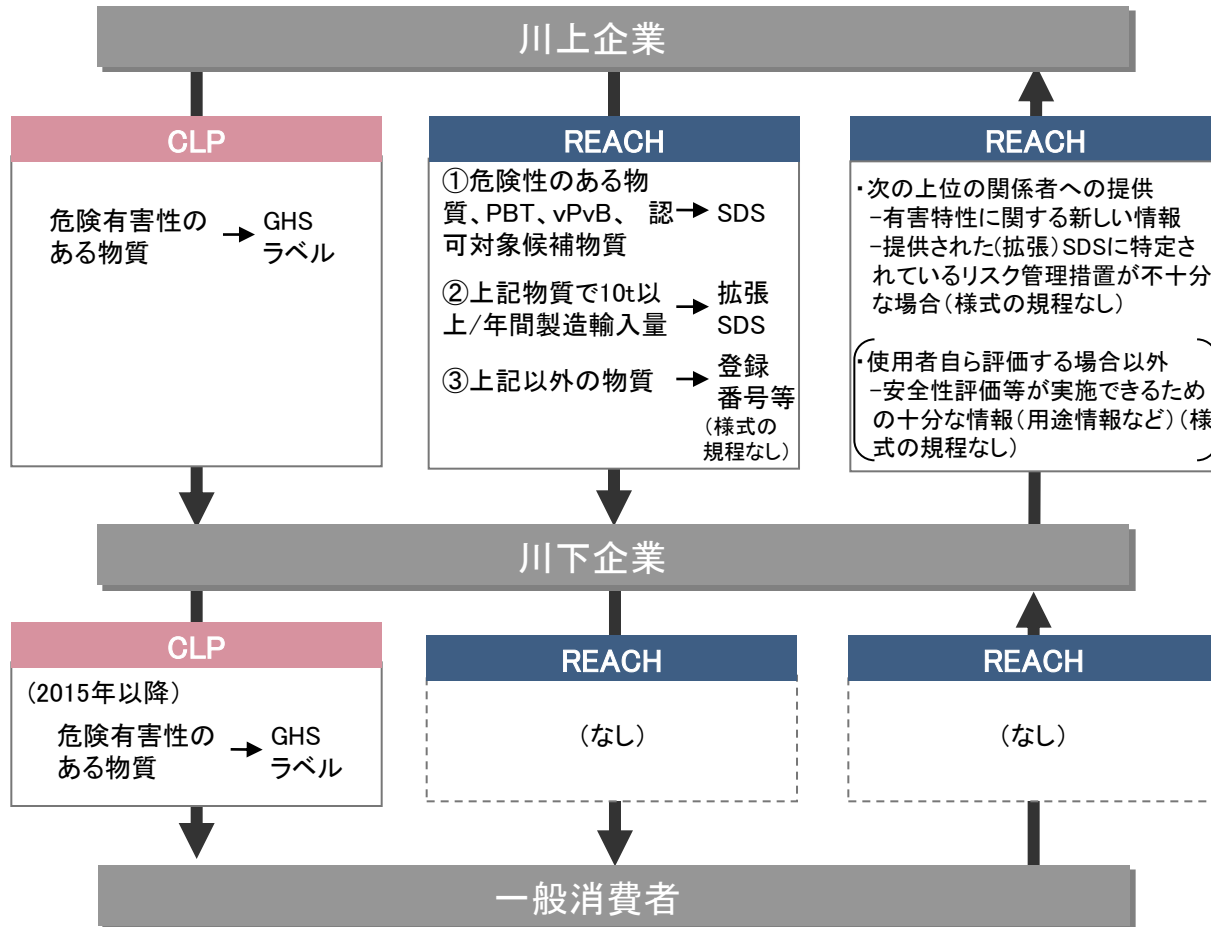 川上企業
CLP
危険有害性の
ある物質
GHS
ラベル
REACH
①危険性のある物
質、PBT、vPvB、 認
可対象候補物質
SDS
②上記物質で10t以
上/年間製造輸入量
拡張
SDS
③上記以外の物質
登録
番号等
(様式の
規程なし)
REACH
・次の上位の関係者への提供
-有害特性に関する新しい情報
-提供された(拡張)SDSに特定さ
れているリスク管理措置が不十分
な場合(様式の規程なし)
・使用者自ら評価する場合以外
-安全性評価等が実施できるため
の十分な情報(用途情報など)(様
式の規程なし)
川下企業
CLP
(2015年以降)
危険有害性の
ある物質
GHS
ラベル
REACH
(なし)
REACH
(なし)
一般消費者